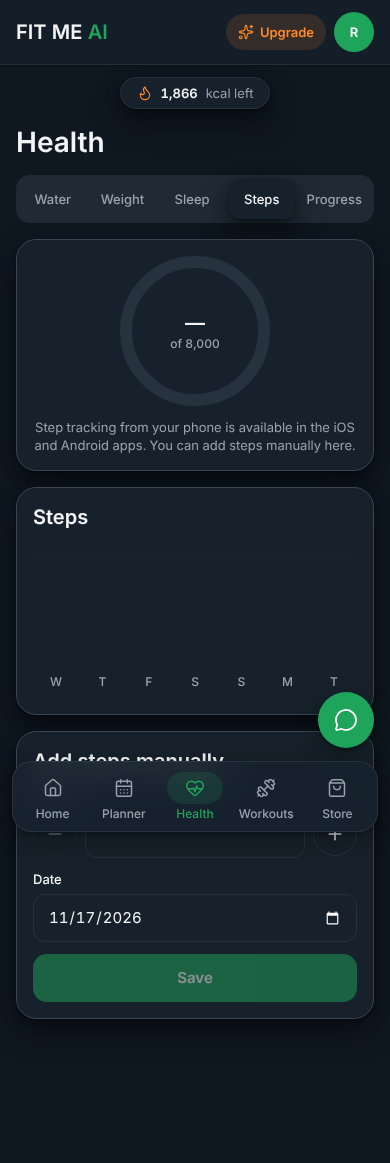 FIT ME AI
Upgrade
R
1,866 kcal left
Health
Water Weight Sleep Steps Progress
—
of 8,000
Step tracking from your phone is available in the iOS
and Android apps. You can add steps manually here.
Steps
W T F S S M T
Add steps manually
Home Planner Health Workouts Store
Date
11/17/2026
Save